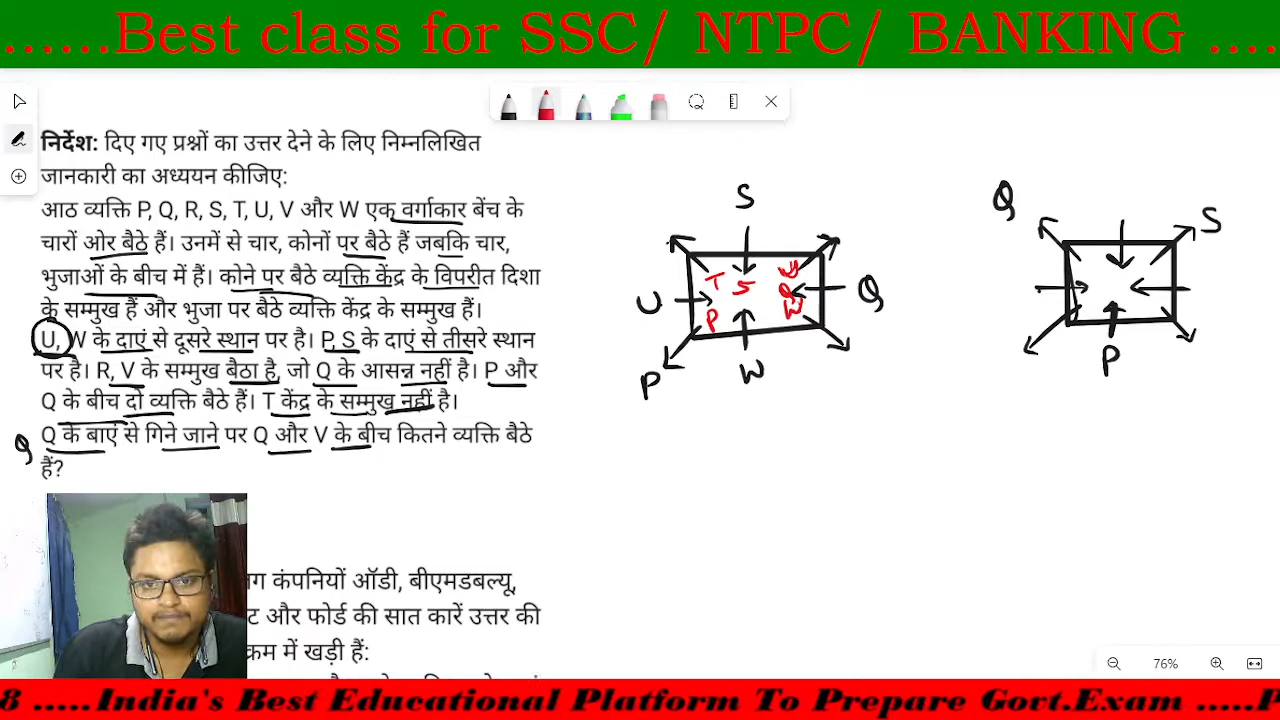 ......Best class for SSC/ NTPC/ BANKING ....
निर्देश: दिए गए प्रश्नों का उत्तर देने के लिए निम्नलिखित
जानकारी का अध्ययन कीजिए:
आठ व्यक्ति P, Q, R, S, T, U, V और W एक वर्गाकार बेंच के
चारों ओर बैठे हैं। उनमें से चार, कोनों पर बैठे हैं जबकि चार,
भुजाओं के बीच में हैं। कोने पर बैठे व्यक्ति केंद्र के विपरीत दिशा
के सम्मुख हैं और भुजा पर बैठे व्यक्ति केंद्र के सम्मुख हैं।
U, W के दाएं से दूसरे स्थान पर है। P, S के दाएं से तीसरे स्थान
पर है। R, V के सम्मुख बैठा है, जो Q के आसन्न नहीं है। P और
Q के बीच दो व्यक्ति बैठे हैं। T केंद्र के सम्मुख नहीं है।
Q के बाएं से गिने जाने पर Q और V के बीच कितने व्यक्ति बैठे
हैं?
Q
S
U
Q
P
W
T
S
P
W
Q
S
P
कंपनियों ऑडी, बीएमडबल्यू,
और फोर्ड की सात कारें उत्तर की
क्रम में खड़ी हैं:
76%
8 .....India's Best Educational Platform To Prepare Govt.Exam .....